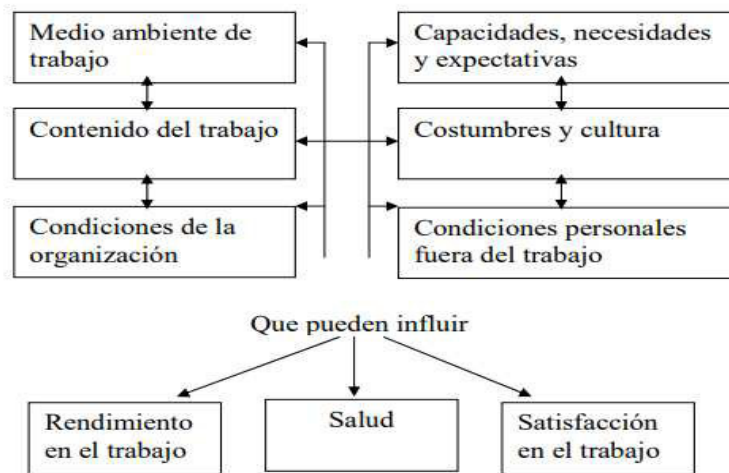 Medio ambiente de
trabajo
Capacidades, necesidades
y expectativas
Contenido del trabajo
Costumbres y cultura
Condiciones de la
organización
Condiciones personales
fuera del trabajo
Que pueden influir
Rendimiento
en el trabajo
Salud
Satisfacción
en el trabajo